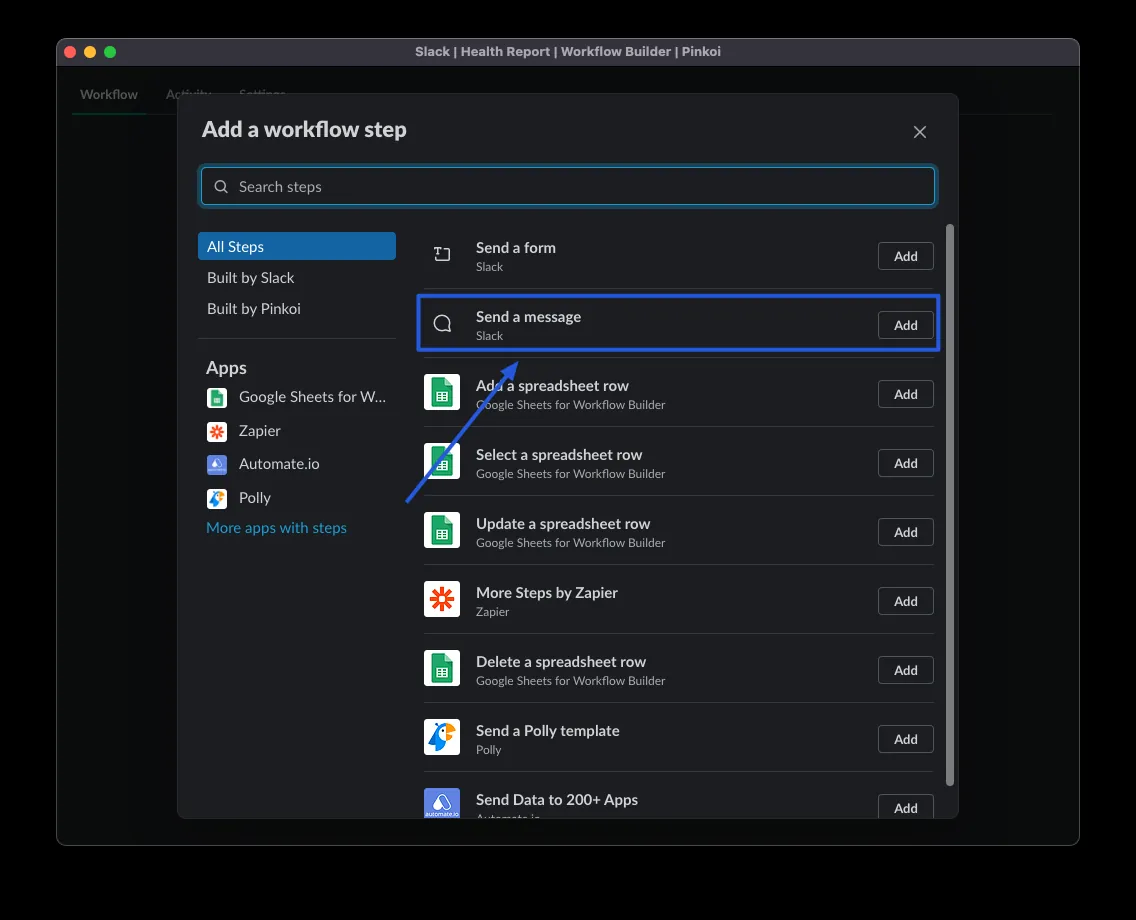 Slack | Health Report | Workflow Builder | Pinkoi
Workflow Activity Settings
Add a workflow step
Search steps
All Steps
Built by Slack
Built by Pinkoi
Apps
Google Sheets for W...
Zapier
Automate.io
Polly
More apps with steps
Send a form
Slack
Add
Send a message
Slack
Add
Add a spreadsheet row
Google Sheets for Workflow Builder
Add
Select a spreadsheet row
Google Sheets for Workflow Builder
Add
Update a spreadsheet row
Google Sheets for Workflow Builder
Add
More Steps by Zapier
Zapier
Add
Delete a spreadsheet row
Google Sheets for Workflow Builder
Add
Send a Polly template
Polly
Add
automate.io
Send Data to 200+ Apps
Automate.io
Add